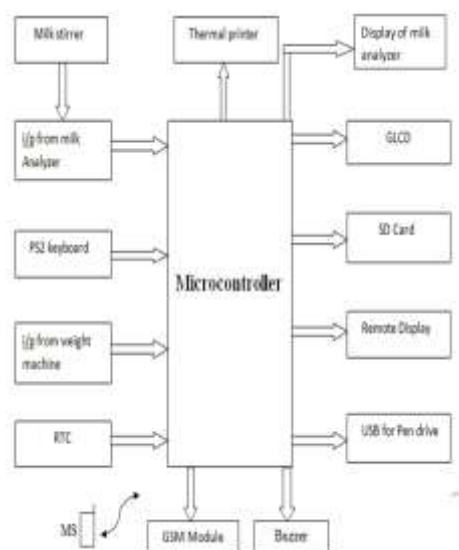 Milk stirrer
Thermal printer
Display of milk
analyzer
i/p from milk
Analyzer
GLCD
PS2 keyboard
SD Card
Microcontroller
i/p from weight
machine
Remote Display
RTC
USB for Pen drive
MS
GSM Module
Buzzer